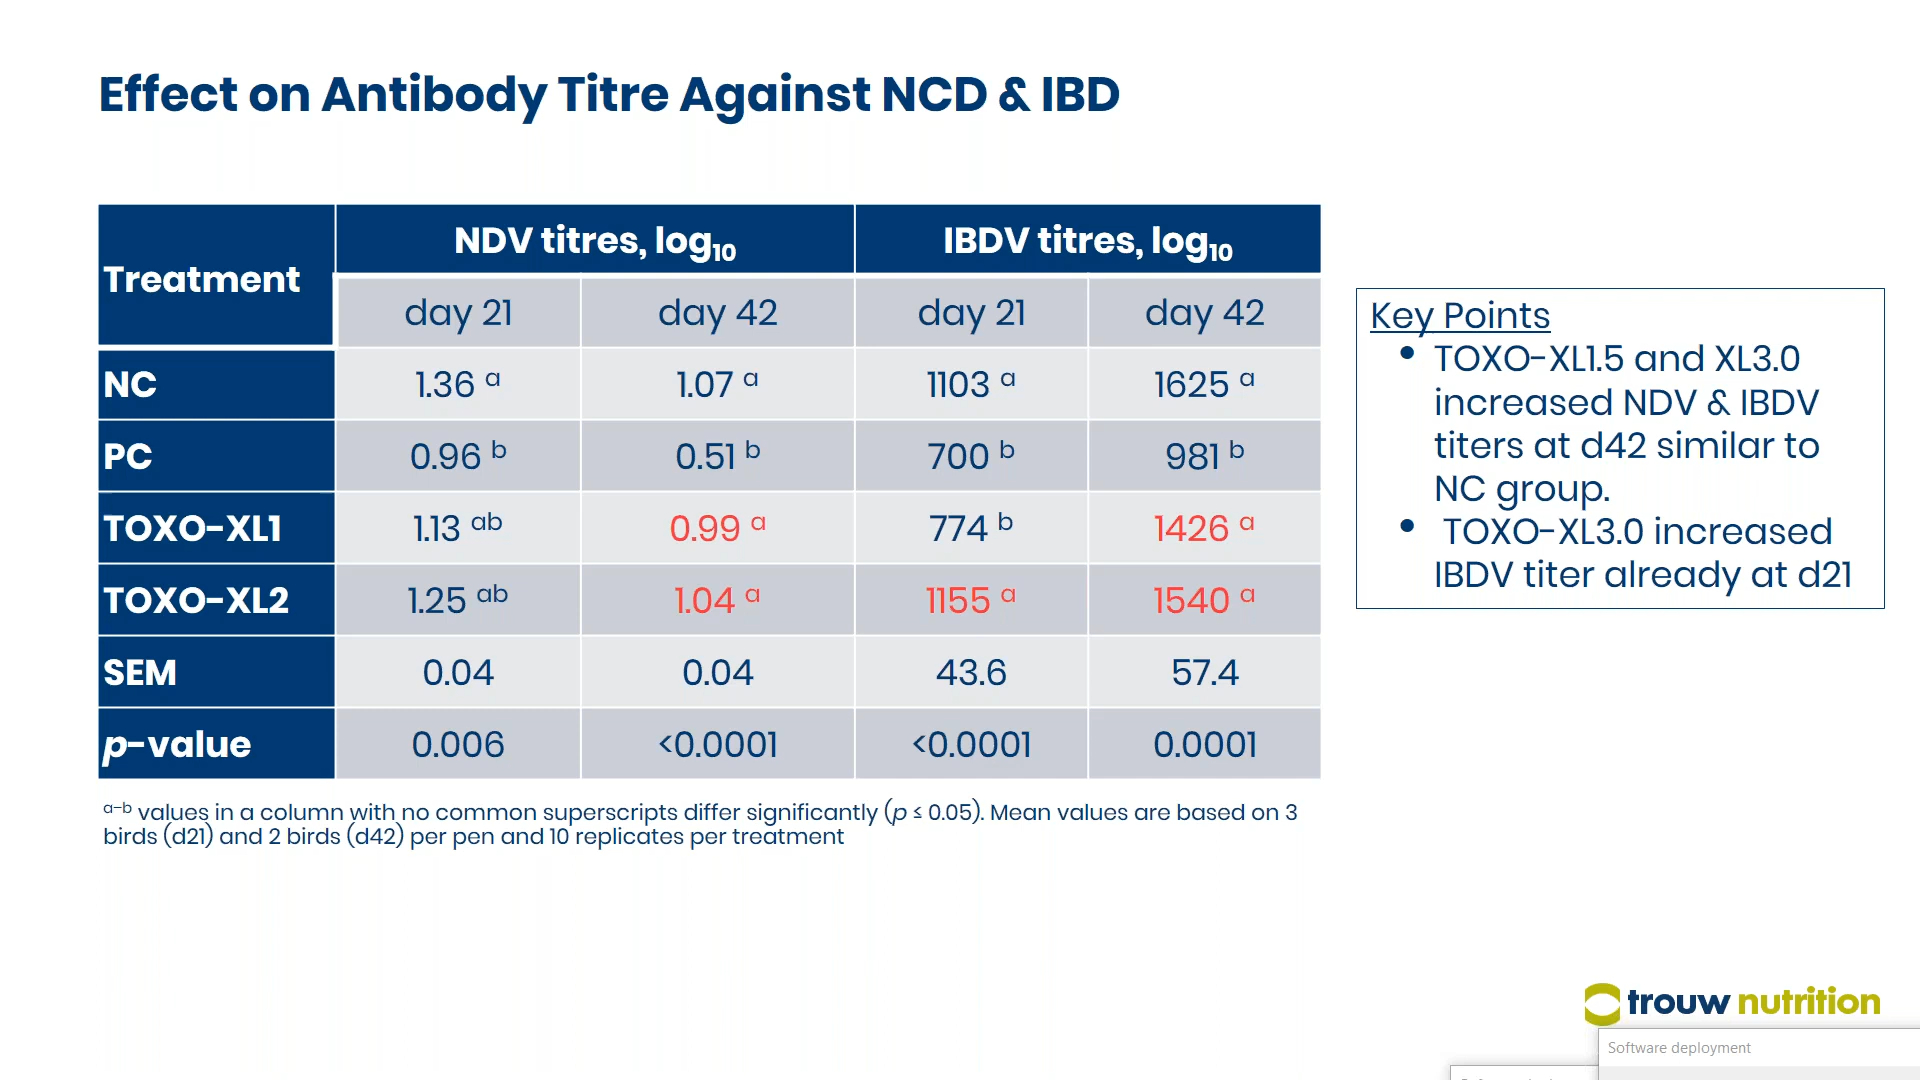 Effect on Antibody Titre Against NCD & IBD
Treatment NDV titres, log10 IBDV titres, log10
day 21 day 42 day 21 day 42
NC 1.36 a 1.07 a 1103 a 1625 a
PC 0.96 b 0.51 b 700 b 981 b
TOXO-XL1 1.13 ab 0.99 a 774 b 1426 a
TOXO-XL2 1.25 ab 1.04 a 1155 a 1540 a
SEM 0.04 0.04 43.6 57.4
p-value 0.006 <0.0001 <0.0001 0.0001
a-b values in a column with no common superscripts differ significantly (p ≤ 0.05). Mean values are based on 3
birds (d21) and 2 birds (d42) per pen and 10 replicates per treatment
Key Points
• TOXO-XL1.5 and XL3.0
increased NDV & IBDV
titers at d42 similar to
NC group.
• TOXO-XL3.0 increased
IBDV titer already at d21
trouw nutrition
Software deployment